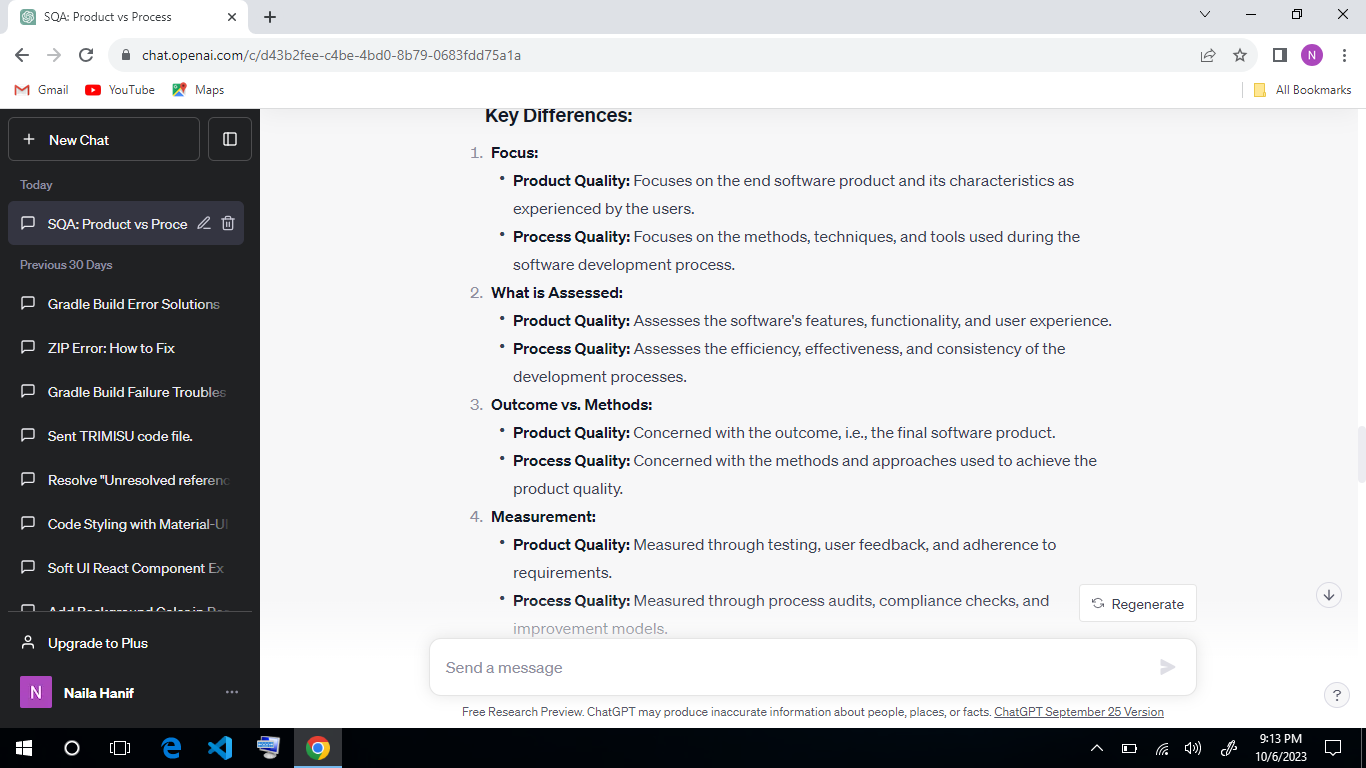 SQA: Product vs Process
chat.openai.com/c/d43b2fee-c4be-4bd0-8b79-0683fdd75a1a
N
Gmail
YouTube
Maps
All Bookmarks
New Chat
Today
SQA: Product vs Proce
Previous 30 Days
Gradle Build Error Solutions
ZIP Error: How to Fix
Gradle Build Failure Troubles
Sent TRIMISU code file.
Resolve "Unresolved referenc
Code Styling with Material-UI
Soft UI React Component Ex
Add Background Color in
Upgrade to Plus
N
Naila Hanif
Key Differences:
1. Focus:
• Product Quality: Focuses on the end software product and its characteristics as
experienced by the users.
• Process Quality: Focuses on the methods, techniques, and tools used during the
software development process.
2. What is Assessed:
• Product Quality: Assesses the software's features, functionality, and user experience.
• Process Quality: Assesses the efficiency, effectiveness, and consistency of the
development processes.
3. Outcome vs. Methods:
• Product Quality: Concerned with the outcome, i.e., the final software product.
• Process Quality: Concerned with the methods and approaches used to achieve the
product quality.
4. Measurement:
• Product Quality: Measured through testing, user feedback, and adherence to
requirements.
• Process Quality: Measured through process audits, compliance checks, and
improvement models.
Regenerate
Send a message
Free Research Preview. ChatGPT may produce inaccurate information about people, places, or facts. ChatGPT September 25 Version
?
9:13 PM
10/6/2023